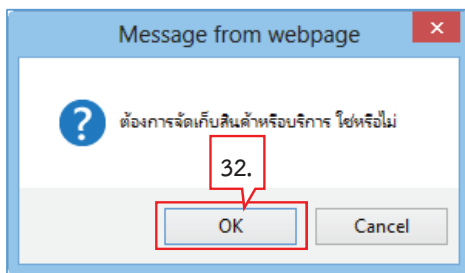 Message from webpage
×
?
ต้องการจัดเก็บสินค้าหรือบริการ ใช่หรือไม่
32.
OK
Cancel